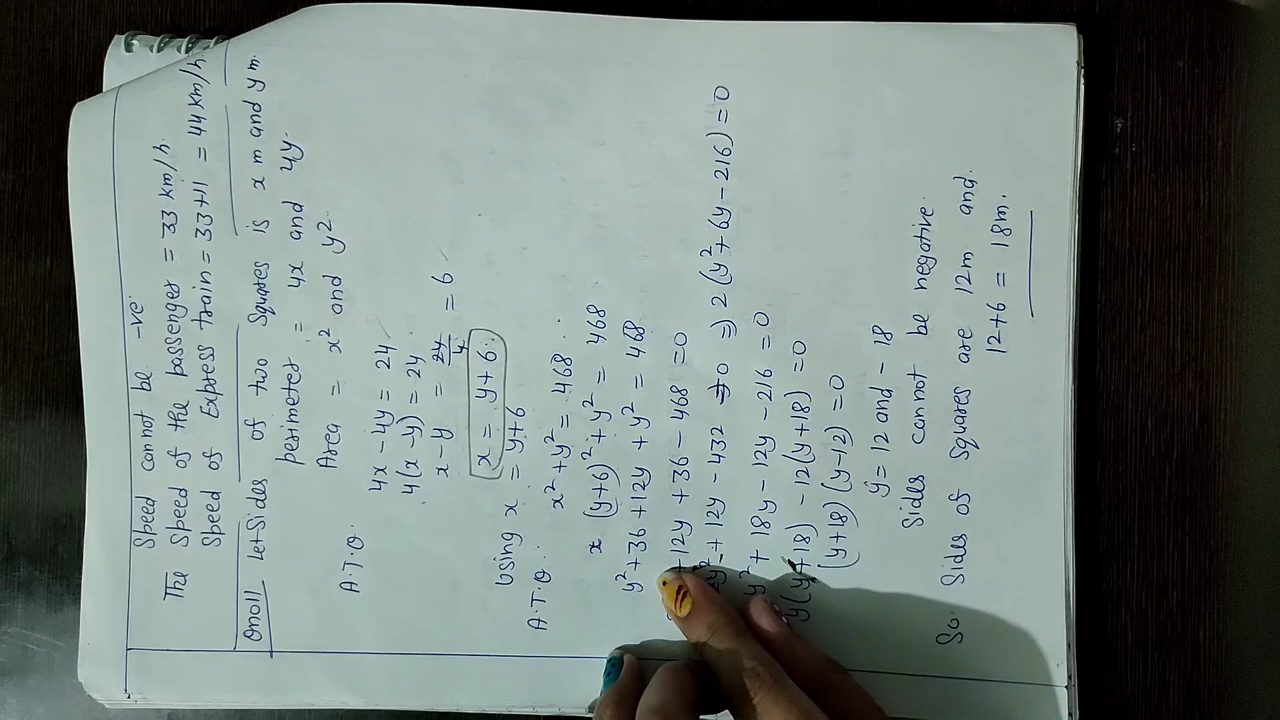 Speed cannot be -ve.
The speed of the passenger = 33 km/h.
Speed of Express train = 33+11 = 44 km/h.
Qno11 Let sides of two squares is x m and y m.
perimeter = 4x and 4y.
Area = x² and y².
A.T.Q. 4x - 4y = 24
4(x - y) = 24
x - y = 24/4 = 6
x = y + 6.
Using x = y+6
A.T.Q. x² + y² = 468.
x (y+6)² + y² = 468
y² + 36 + 12y + y² = 468
+ 12y + 36 - 468 = 0
2y² + 12y - 432 = 0 ⇒ 2(y² + 6y - 216) = 0
y² + 18y - 12y - 216 = 0
y(y+18) - 12(y+18) = 0
(y+18)(y-12) = 0
y = 12 and -18
Sides cannot be negative.
So. Sides of squares are 12m and.
12+6 = 18m.